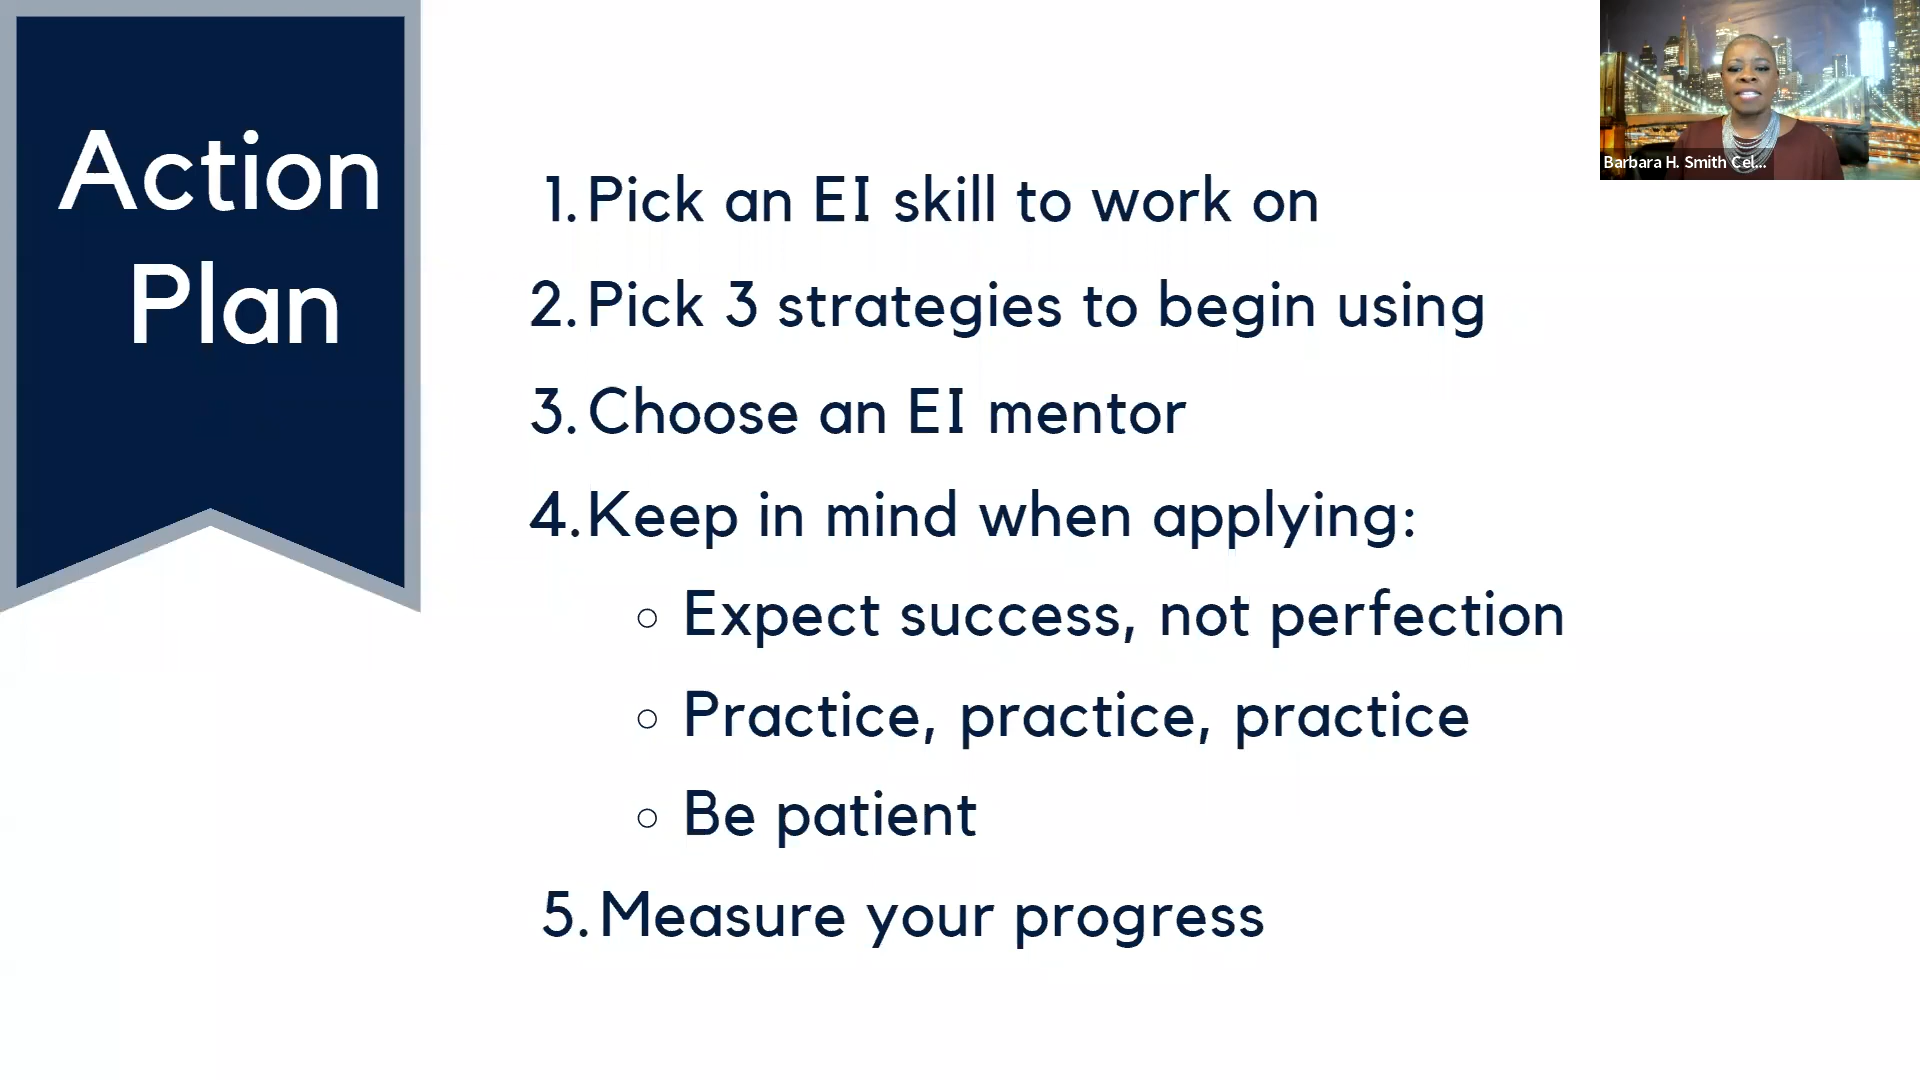 Action
Plan
1. Pick an EI skill to work on
2. Pick 3 strategies to begin using
3. Choose an EI mentor
4. Keep in mind when applying:
○ Expect success, not perfection
○ Practice, practice, practice
○ Be patient
5. Measure your progress
Barbara H. Smith Cel...